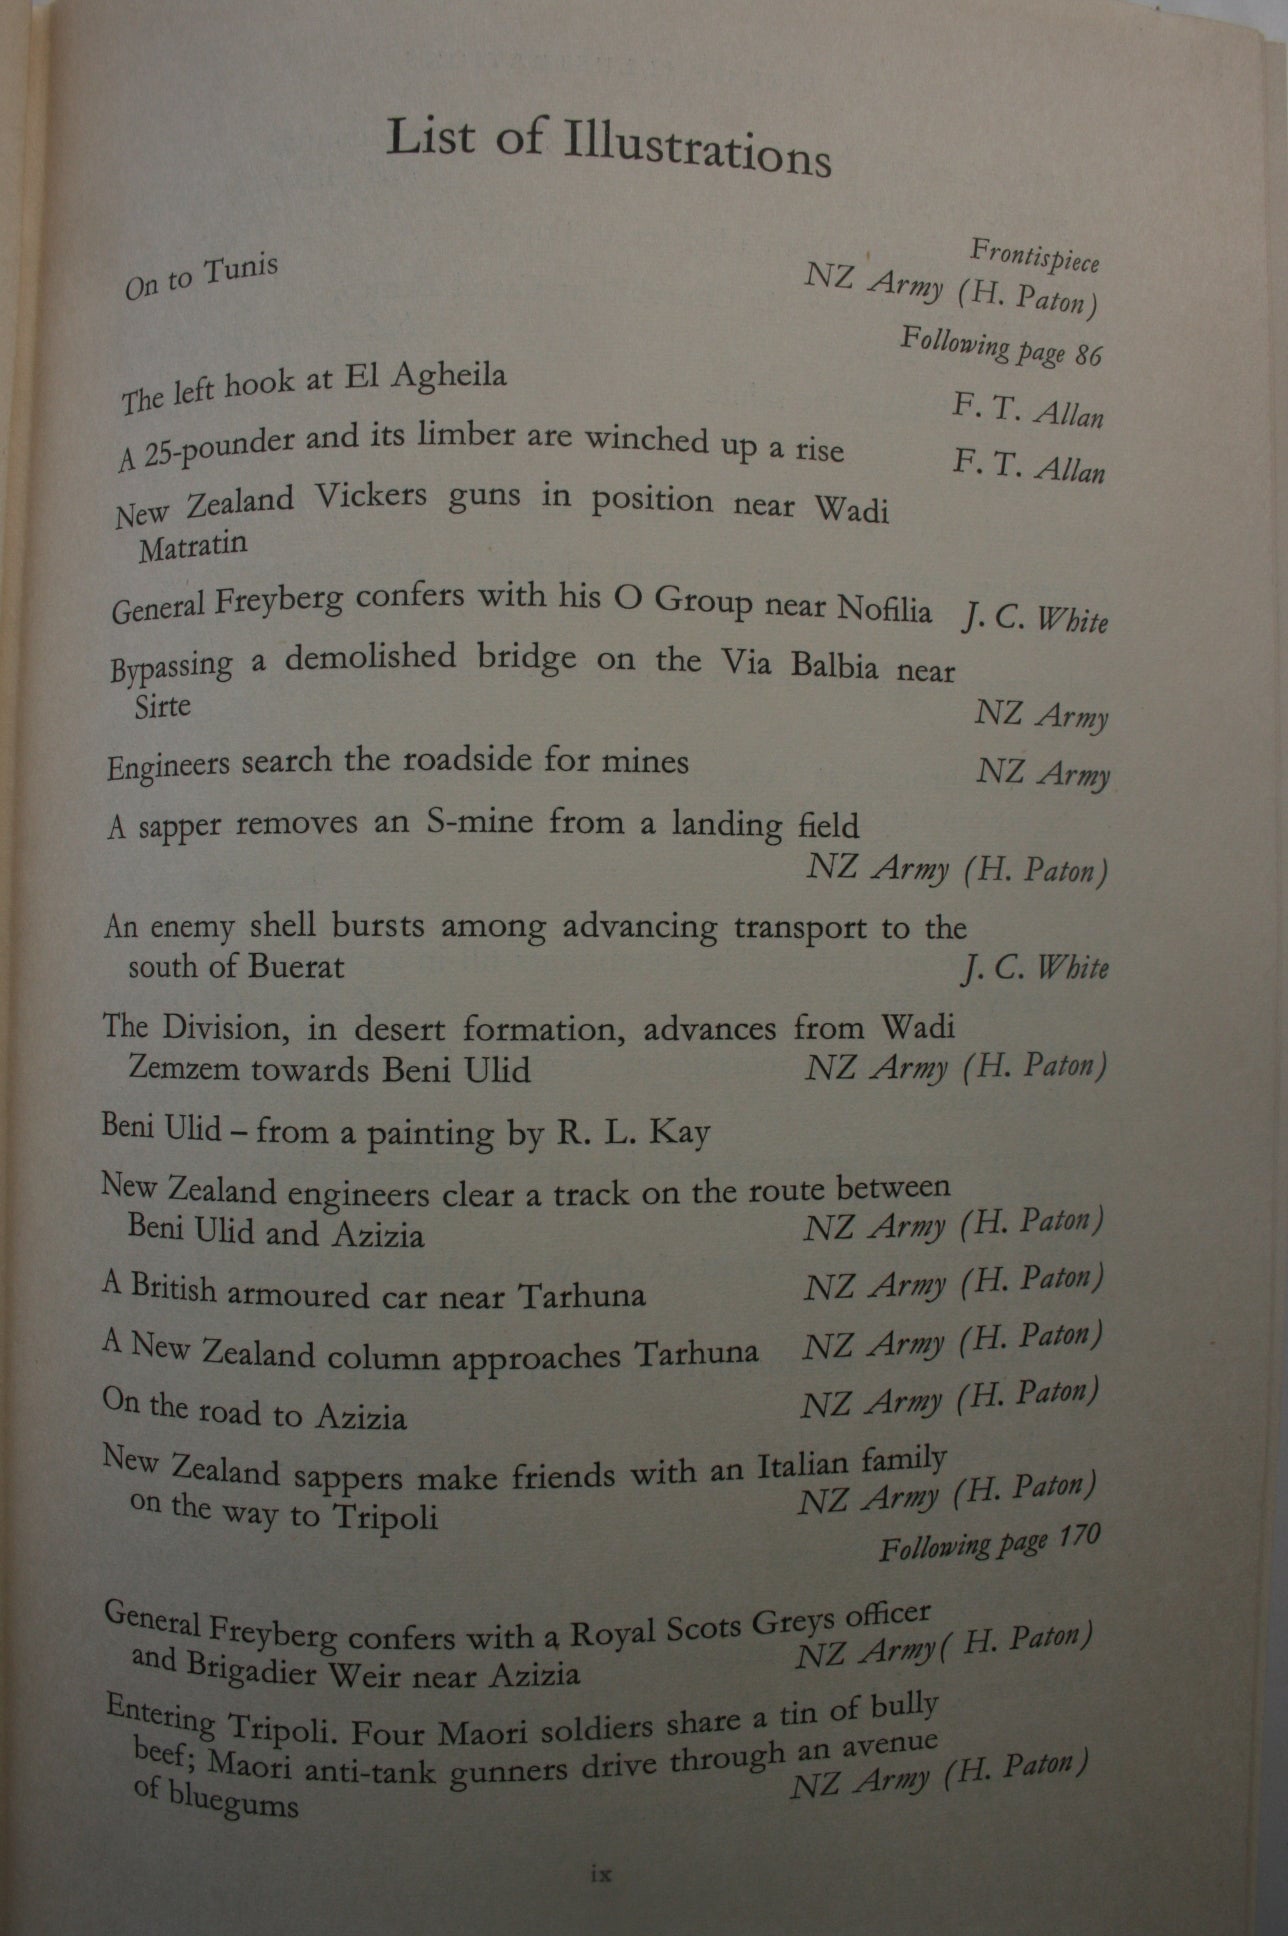 List of Illustrations
Frontispiece
On to Tunis NZ Army (H. Paton)
Following page 86
The left hook at El Agheila F. T. Allan
A 25-pounder and its limber are winched up a rise F. T. Allan
New Zealand Vickers guns in position near Wadi
Matratin
General Freyberg confers with his O Group near Nofilia J. C. White
Bypassing a demolished bridge on the Via Balbia near
Sirte NZ Army
Engineers search the roadside for mines NZ Army
A sapper removes an S-mine from a landing field
NZ Army (H. Paton)
An enemy shell bursts among advancing transport to the
south of Buerat J. C. White
The Division, in desert formation, advances from Wadi
Zemzem towards Beni Ulid NZ Army (H. Paton)
Beni Ulid – from a painting by R. L. Kay
New Zealand engineers clear a track on the route between
Beni Ulid and Azizia NZ Army (H. Paton)
A British armoured car near Tarhuna NZ Army (H. Paton)
A New Zealand column approaches Tarhuna NZ Army (H. Paton)
On the road to Azizia NZ Army (H. Paton)
New Zealand sappers make friends with an Italian family
on the way to Tripoli NZ Army (H. Paton)
Following page 170
General Freyberg confers with a Royal Scots Greys officer
and Brigadier Weir near Azizia NZ Army( H. Paton)
Entering Tripoli. Four Maori soldiers share a tin of bully
beef; Maori anti-tank gunners drive through an avenue
of bluegums NZ Army (H. Paton)
ix